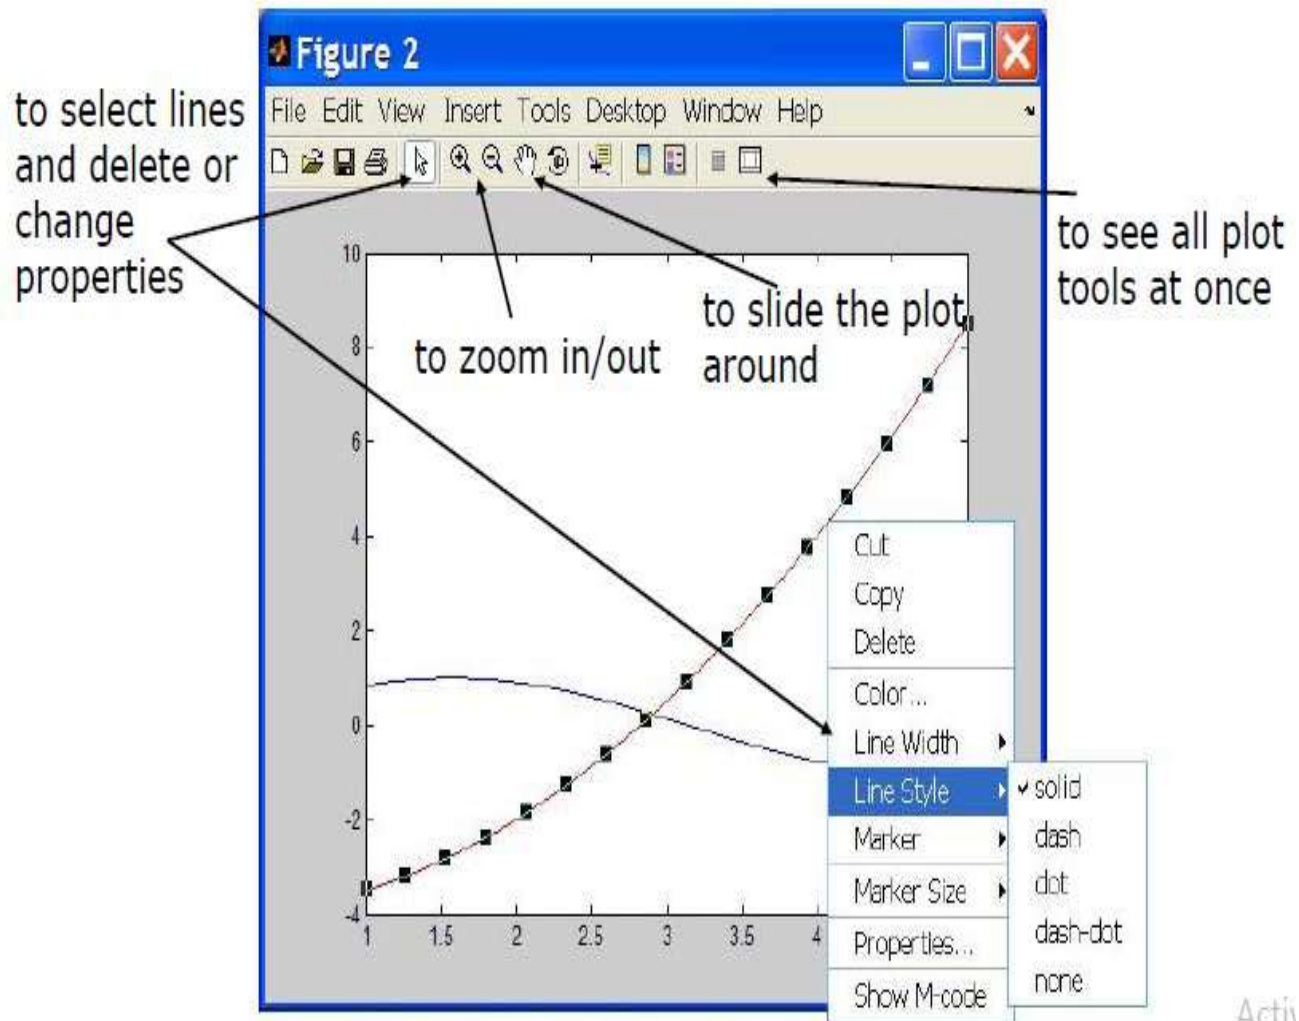 Figure 2
File Edit View Insert Tools Desktop Window Help
to select lines
and delete or
change
properties
to see all plot
tools at once
to slide the plot
around
to zoom in/out
10
8
6
4
2
0
-2
-4
1 1.5 2 2.5 3 3.5 4
Cut
Copy
Delete
Color...
Line Width
Line Style
Marker
Marker Size
Properties...
Show M-code
solid
dash
dot
dash-dot
none
Activ